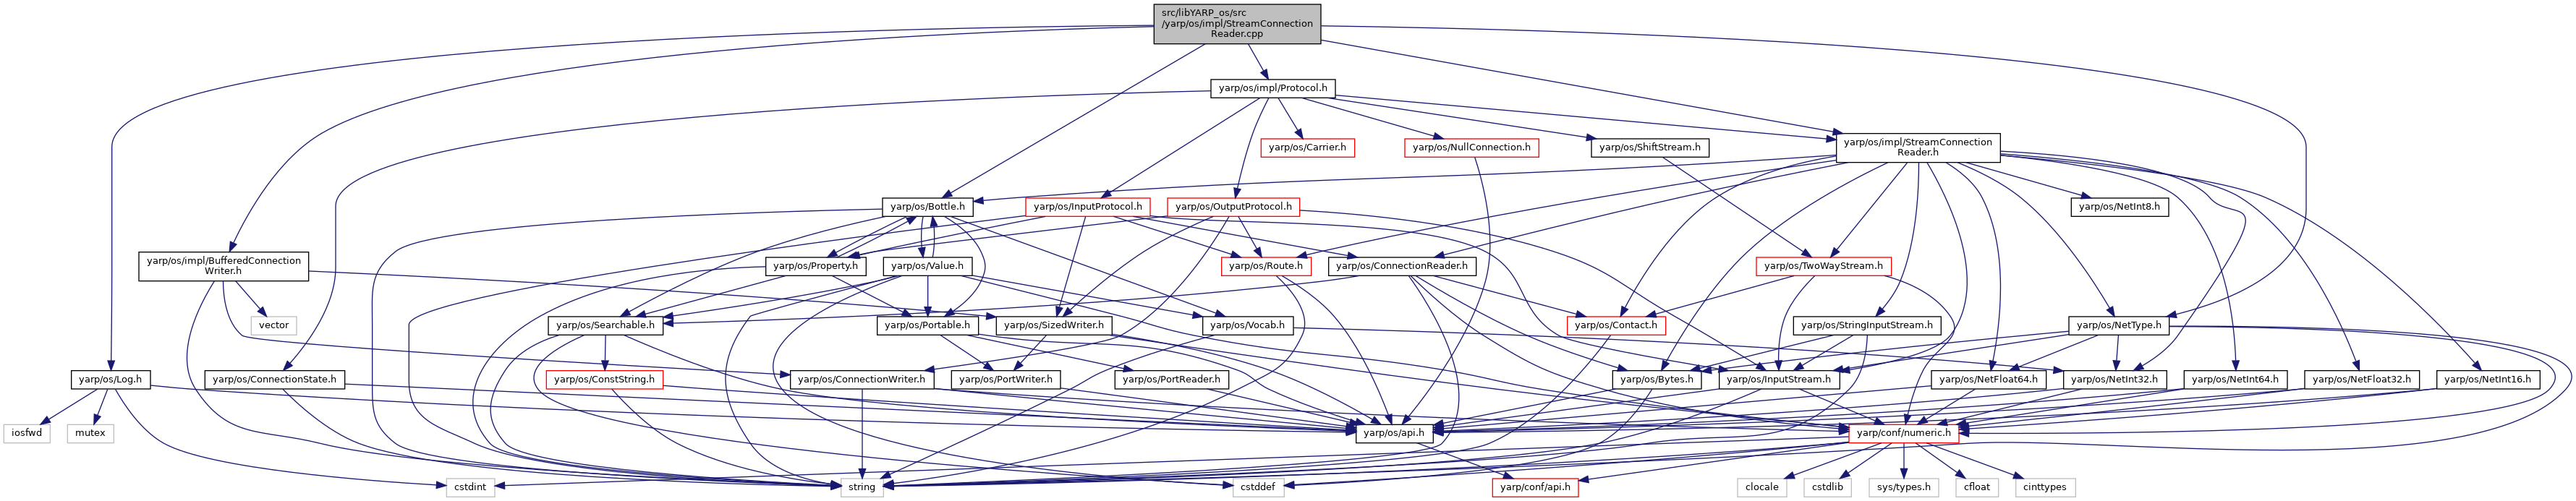 src/libYARP_os/src
/yarp/os/impl/StreamConnection
Reader.cpp
yarp/os/impl/Protocol.h
yarp/os/Carrier.h
yarp/os/NullConnection.h
yarp/os/ShiftStream.h
yarp/os/impl/StreamConnection
Reader.h
yarp/os/Bottle.h
yarp/os/InputProtocol.h
yarp/os/OutputProtocol.h
yarp/os/NetInt8.h
yarp/os/impl/BufferedConnection
Writer.h
yarp/os/Property.h
yarp/os/Value.h
yarp/os/Route.h
yarp/os/ConnectionReader.h
yarp/os/TwoWayStream.h
vector
yarp/os/Searchable.h
yarp/os/Portable.h
yarp/os/SizedWriter.h
yarp/os/Vocab.h
yarp/os/Contact.h
yarp/os/StringInputStream.h
yarp/os/NetType.h
yarp/os/Log.h
yarp/os/ConnectionState.h
yarp/os/ConstString.h
yarp/os/ConnectionWriter.h
yarp/os/PortWriter.h
yarp/os/PortReader.h
yarp/os/Bytes.h
yarp/os/InputStream.h
yarp/os/NetFloat64.h
yarp/os/NetInt32.h
yarp/os/NetInt64.h
yarp/os/NetFloat32.h
yarp/os/NetInt16.h
iosfwd
mutex
yarp/os/api.h
yarp/conf/numeric.h
cstdint
string
cstddef
yarp/conf/api.h
clocale
cstdlib
sys/types.h
cfloat
cinttypes